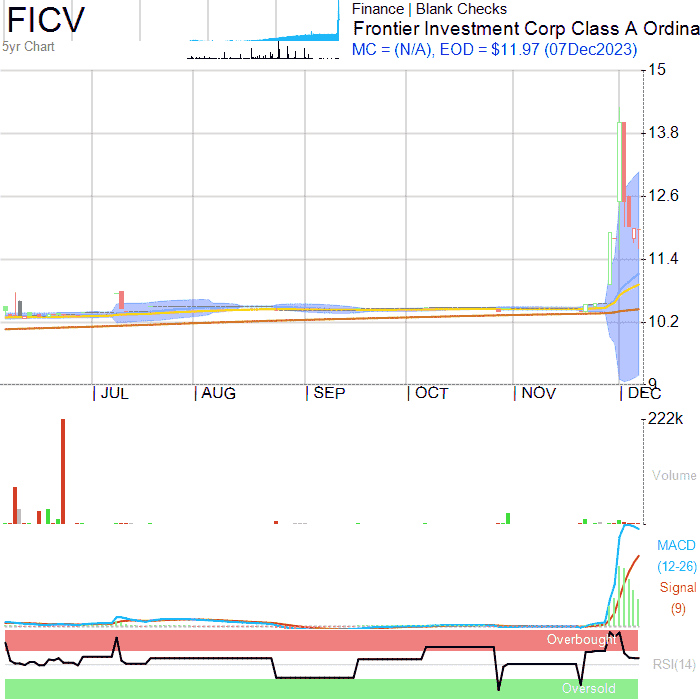 FICV
5yr Chart
Finance | Blank Checks
Frontier Investment Corp Class A Ordina
MC = (N/A), EOD = $11.97 (07Dec2023)
15
13.8
12.6
11.4
10.2
9
JUL
AUG
SEP
OCT
NOV
DEC
222k
Volume
MACD
(12-26)
Signal
(9)
Overbought
RSI(14)
Oversold